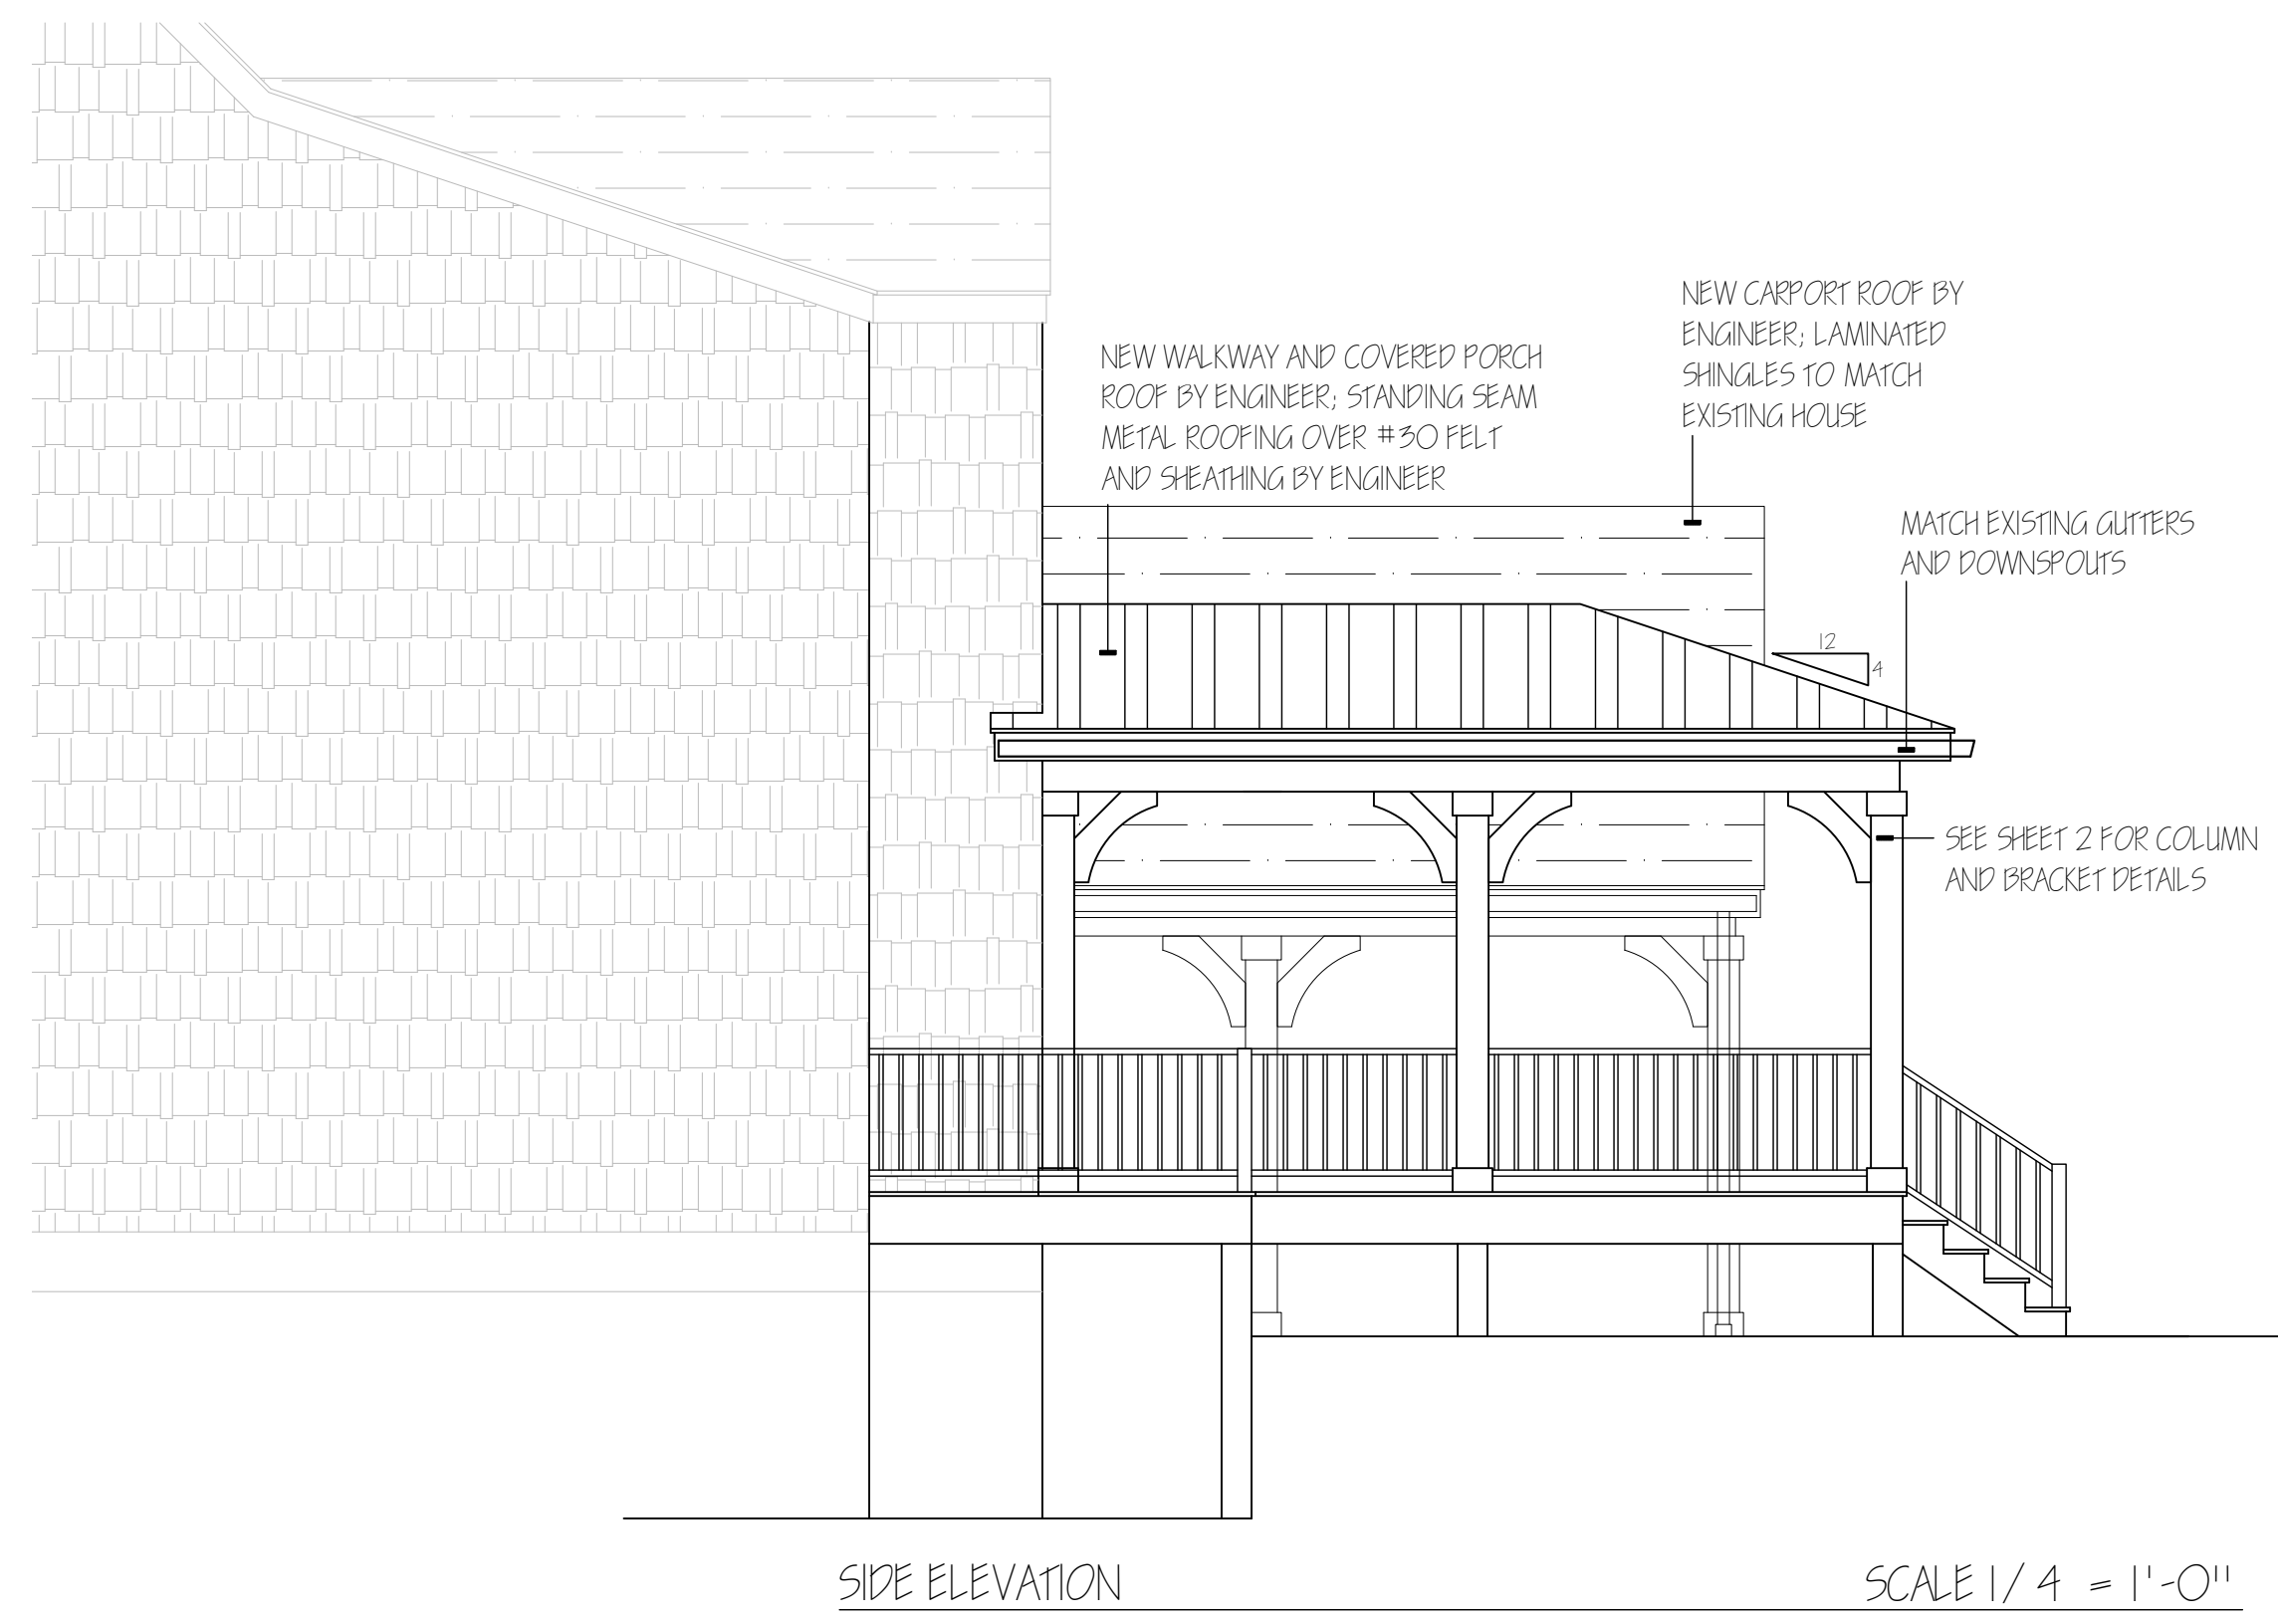 NEW CARPORT ROOF BY
ENGINEER; LAMINATED
SHINGLES TO MATCH
EXISTING HOUSE
NEW WALKWAY AND COVERED PORCH
ROOF BY ENGINEER; STANDING SEAM
METAL ROOFING OVER #30 FELT
AND SHEATHING BY ENGINEER
MATCH EXISTING GUTTERS
AND DOWNSPOUTS
12
4
SEE SHEET 2 FOR COLUMN
AND BRACKET DETAILS
SIDE ELEVATION
SCALE 1/4 = 1'-0"